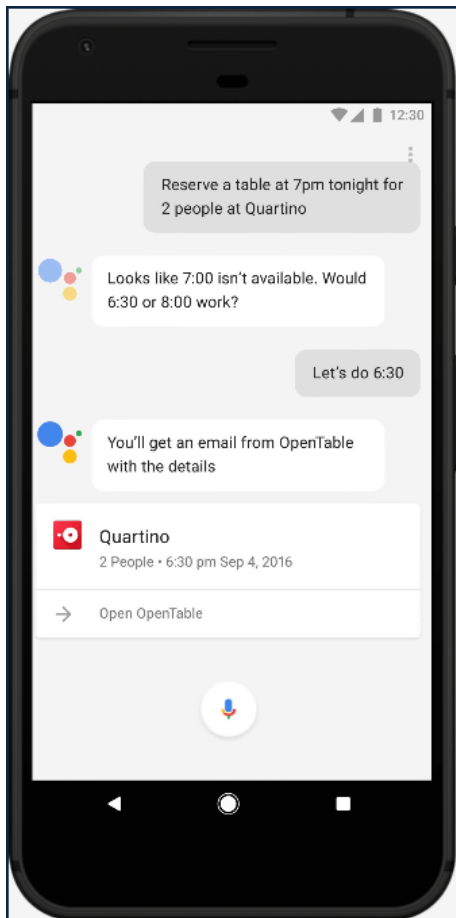 12:30
Reserve a table at 7pm tonight for
2 people at Quartino
Looks like 7:00 isn't available. Would
6:30 or 8:00 work?
Let's do 6:30
You'll get an email from OpenTable
with the details
Quartino
2 People • 6:30 pm Sep 4, 2016
Open OpenTable